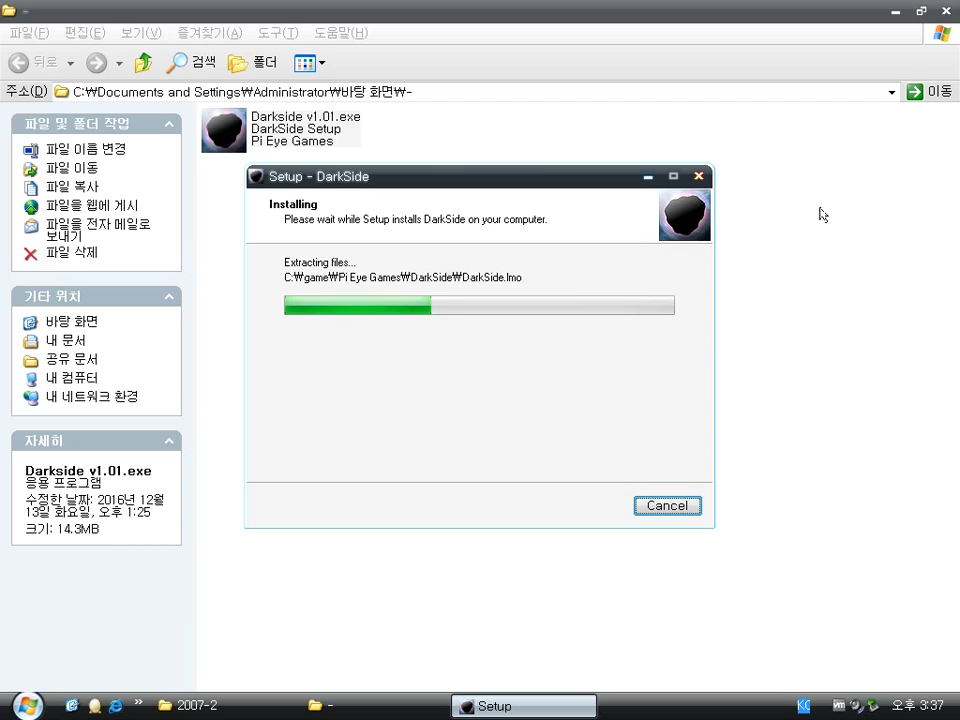 -
파일(F) 편집(E) 보기(V) 즐겨찾기(A) 도구(T) 도움말(H)
뒤로 검색 폴더
주소(D) C:￦Documents and Settings￦Administrator￦바탕 화면￦- 이동
파일 및 폴더 작업
파일 이름 변경
파일 이동
파일 복사
파일을 웹에 게시
파일을 전자 메일로
보내기
파일 삭제
기타 위치
바탕 화면
내 문서
공유 문서
내 컴퓨터
내 네트워크 환경
자세히
Darkside v1.01.exe
응용 프로그램
수정한 날짜: 2016년 12월
13일 화요일, 오후 1:25
크기: 14.3MB
Darkside v1.01.exe
DarkSide Setup
Pi Eye Games
Setup - DarkSide
Installing
Please wait while Setup installs DarkSide on your computer.
Extracting files...
C:￦game￦Pi Eye Games￦DarkSide￦DarkSide.lmo
Cancel
2007-2 - Setup KC 오후 3:37